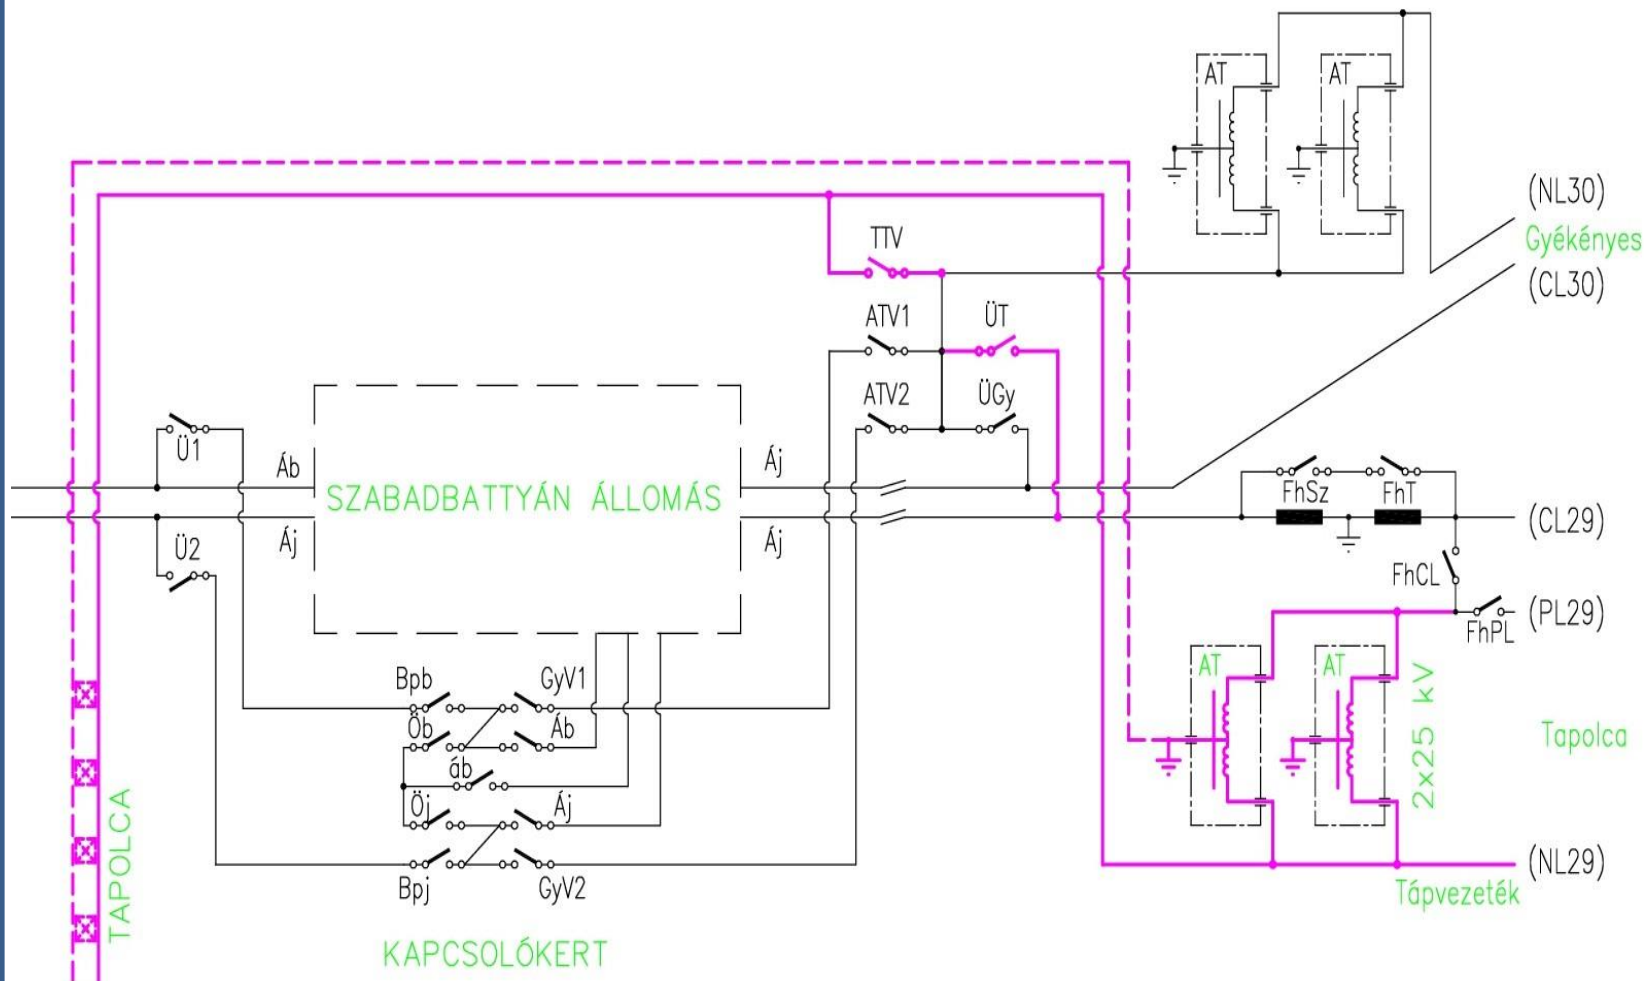 AT
AT
(NL30)
Gyékényes
(CL30)
TTV
ATV1
ÜT
ATV2
ÜGy
Ü1
Áb
Áj
SZABADBATTYÁN ÁLLOMÁS
FhSz
FhT
Ü2
Áj
Áj
(CL29)
FhCL
(PL29)
FhPL
Bpb
GyV1
AT
AT
2x25 kV
Öb
Áb
Tapolca
áb
Öj
Áj
TAPOLCA
Bpj
GyV2
(NL29)
Tápvezeték
KAPCSOLÓKERT